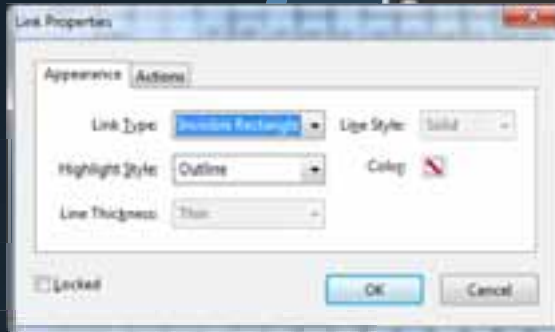 Link Properties
Appearance Actions
Link Type: Invisible Rectangle Line Style: Solid
Highlight Style: Outline Color:
Line Thickness: Thin
Locked OK Cancel